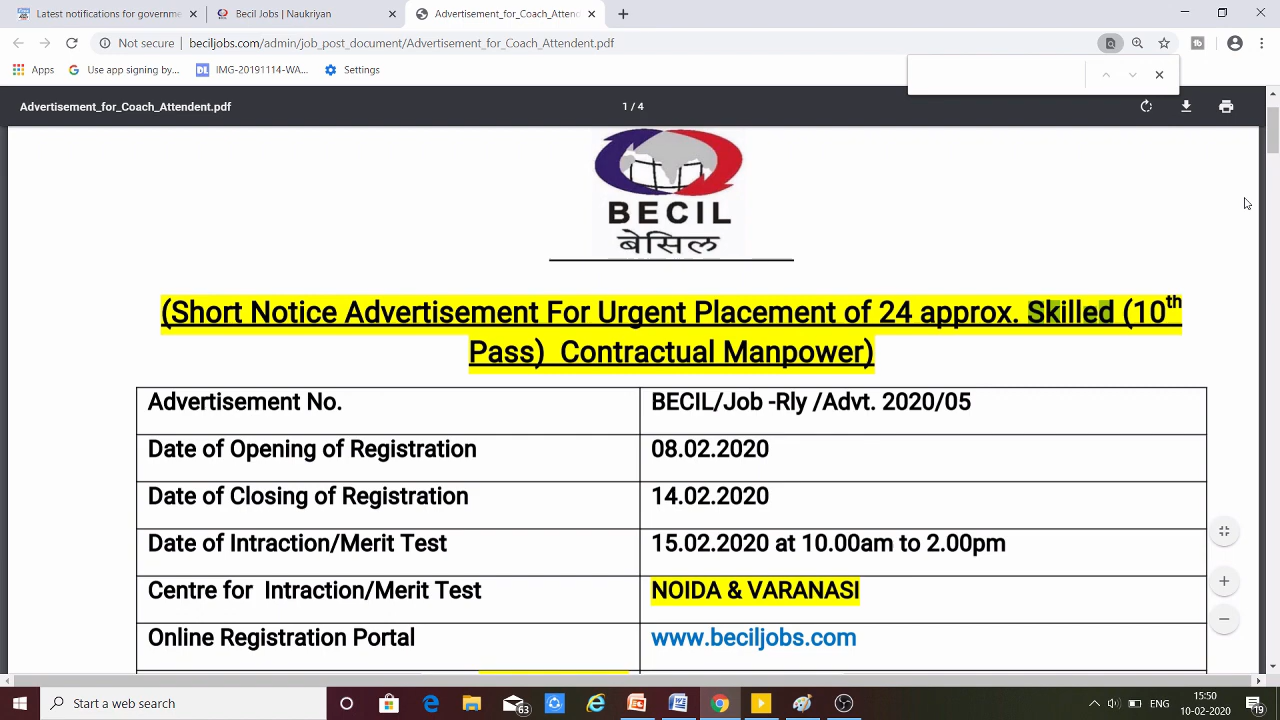 Latest notifications for governme
Becil Jobs | Naukriyan
Advertisement_for_Coach_Attenden
Not secure | beciljobs.com/admin/job_post_document/Advertisement_for_Coach_Attendent.pdf
Apps
Use app signing by...
IMG-20191114-WA...
Settings
Advertisement_for_Coach_Attendent.pdf
1 / 4
BECIL
बेसिल
(Short Notice Advertisement For Urgent Placement of 24 approx. Skilled (10th
Pass) Contractual Manpower)
Advertisement No. BECIL/Job -Rly /Advt. 2020/05
Date of Opening of Registration 08.02.2020
Date of Closing of Registration 14.02.2020
Date of Intraction/Merit Test 15.02.2020 at 10.00am to 2.00pm
Centre for Intraction/Merit Test NOIDA & VARANASI
Online Registration Portal www.beciljobs.com
Start a web search
63
ENG
15:50
10-02-2020
19